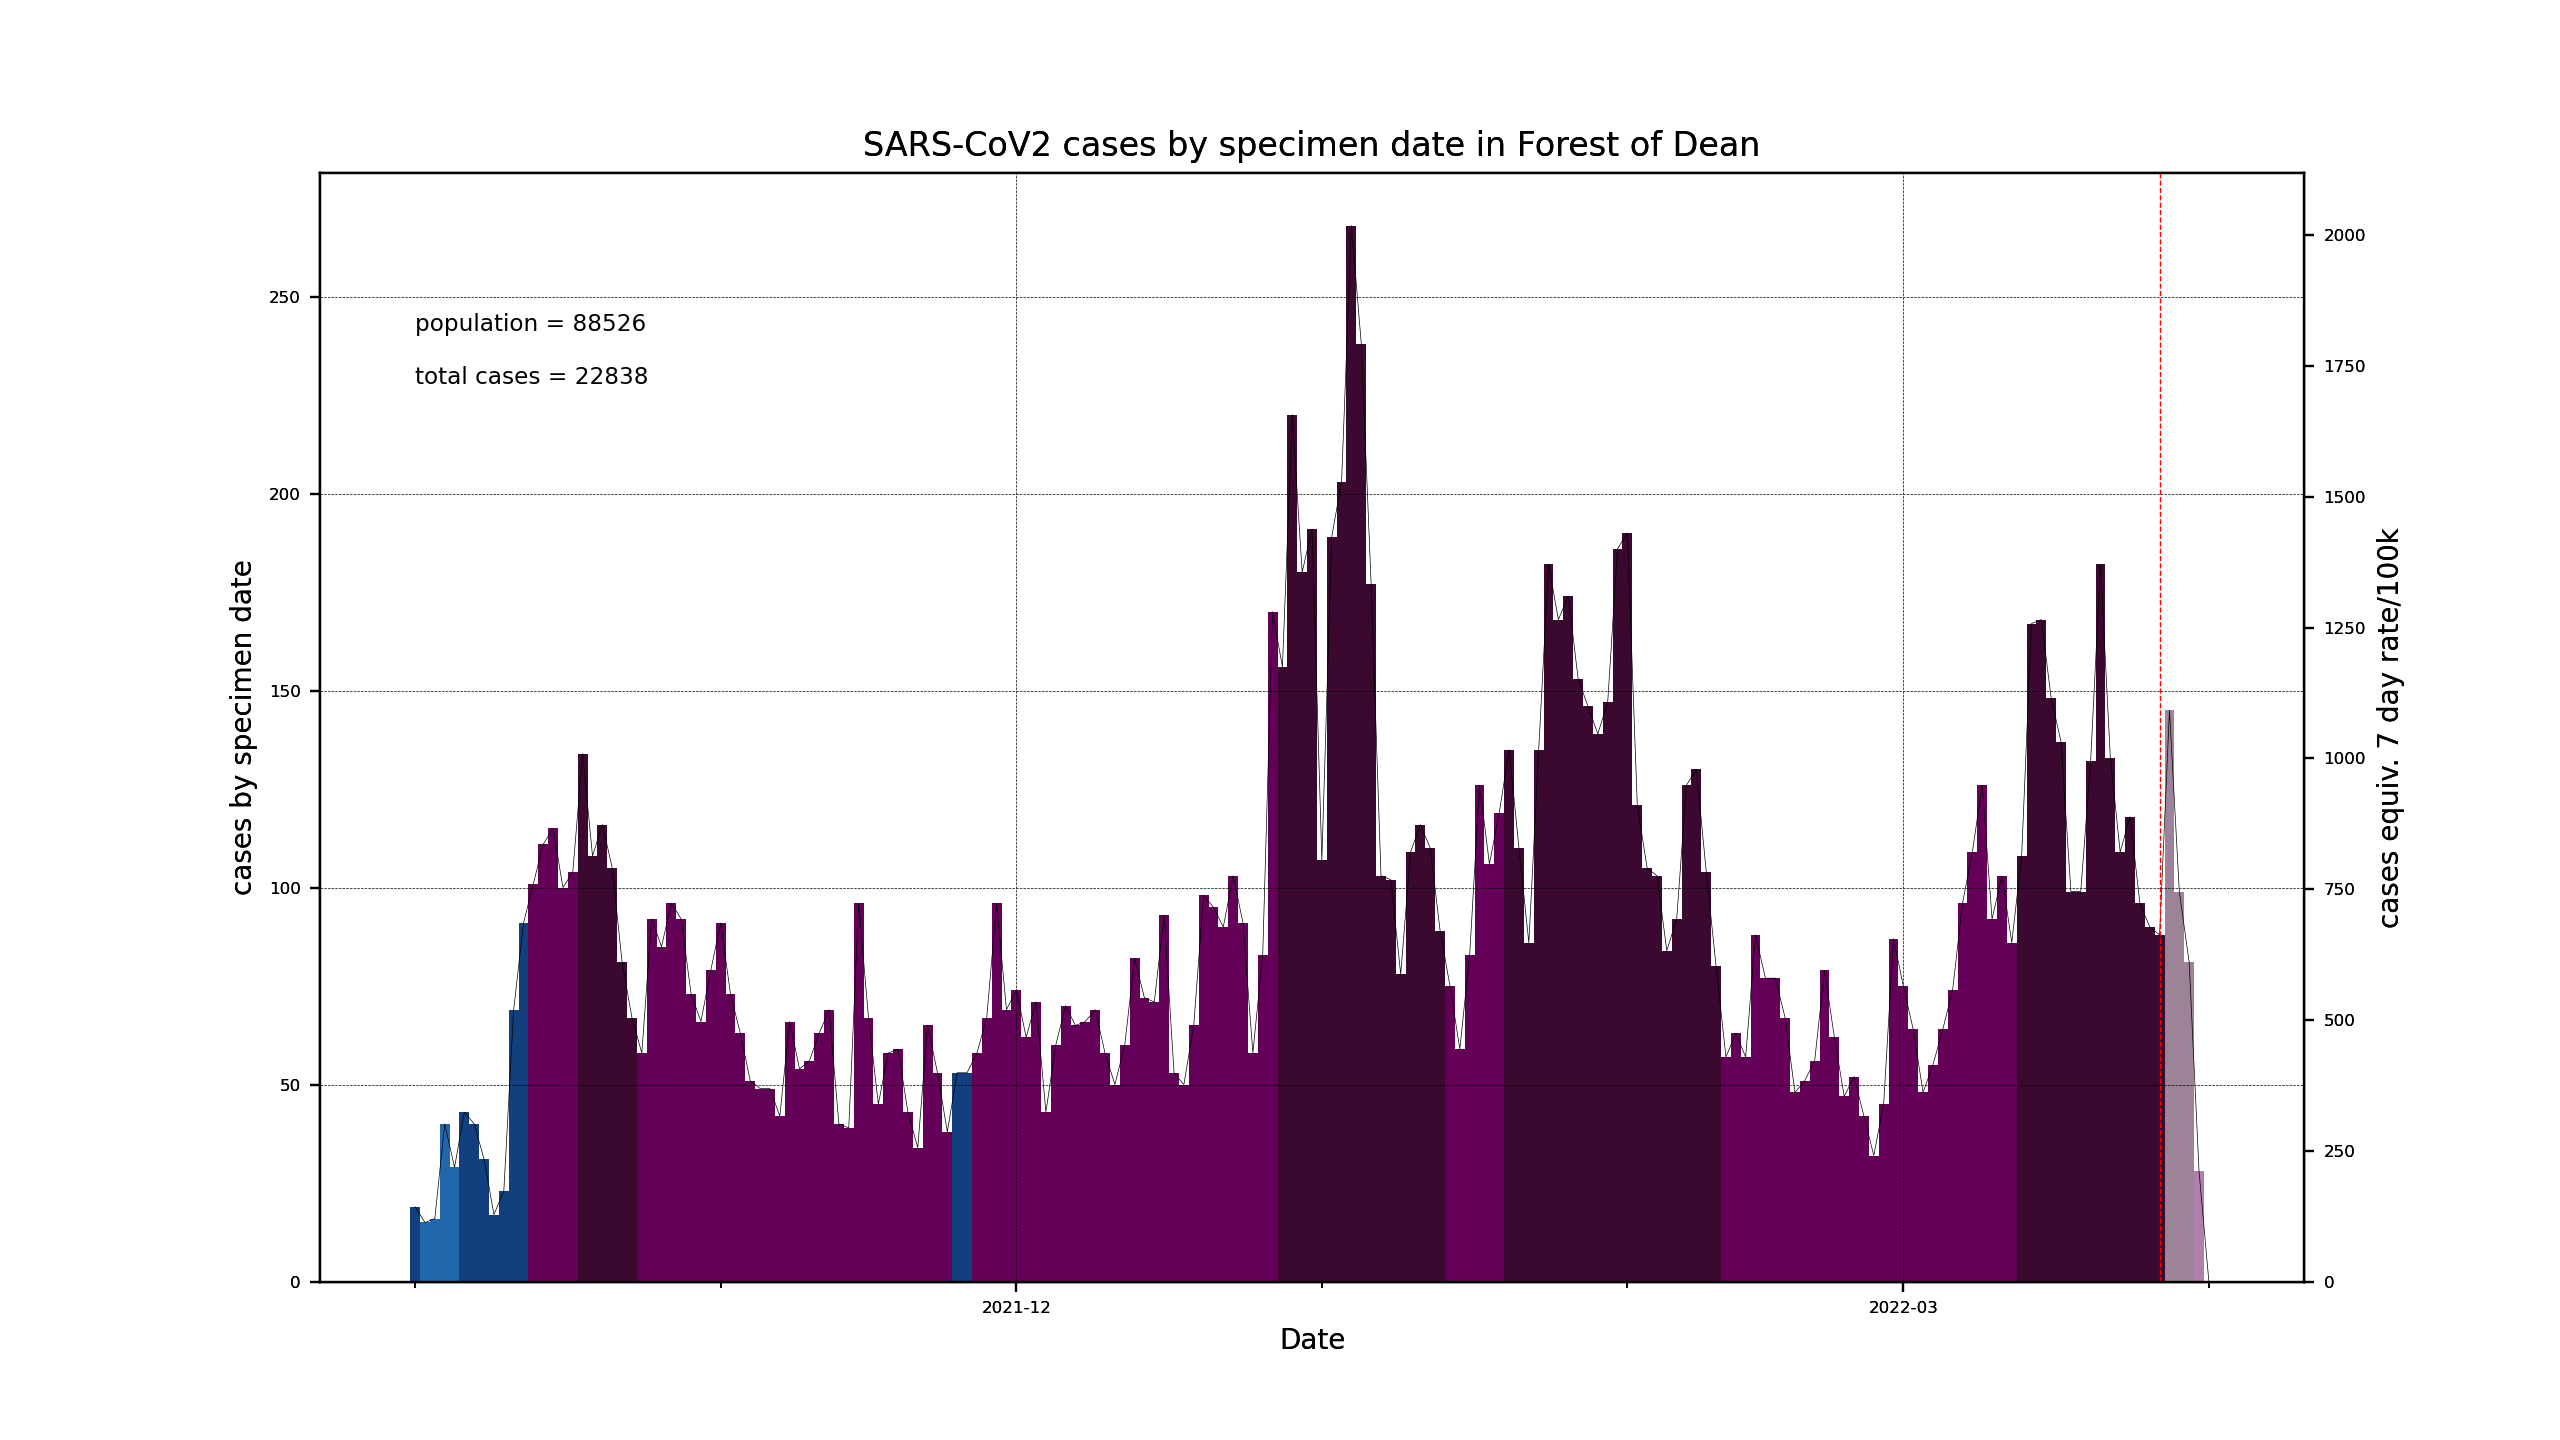 SARS-CoV2 cases by specimen date in Forest of Dean
population = 88526
total cases = 22838
cases by specimen date
250
200
150
100
50
0
2000
1750
1500
1250
1000
750
500
250
0
cases equiv. 7 day rate/100k
2021-12
2022-03
Date